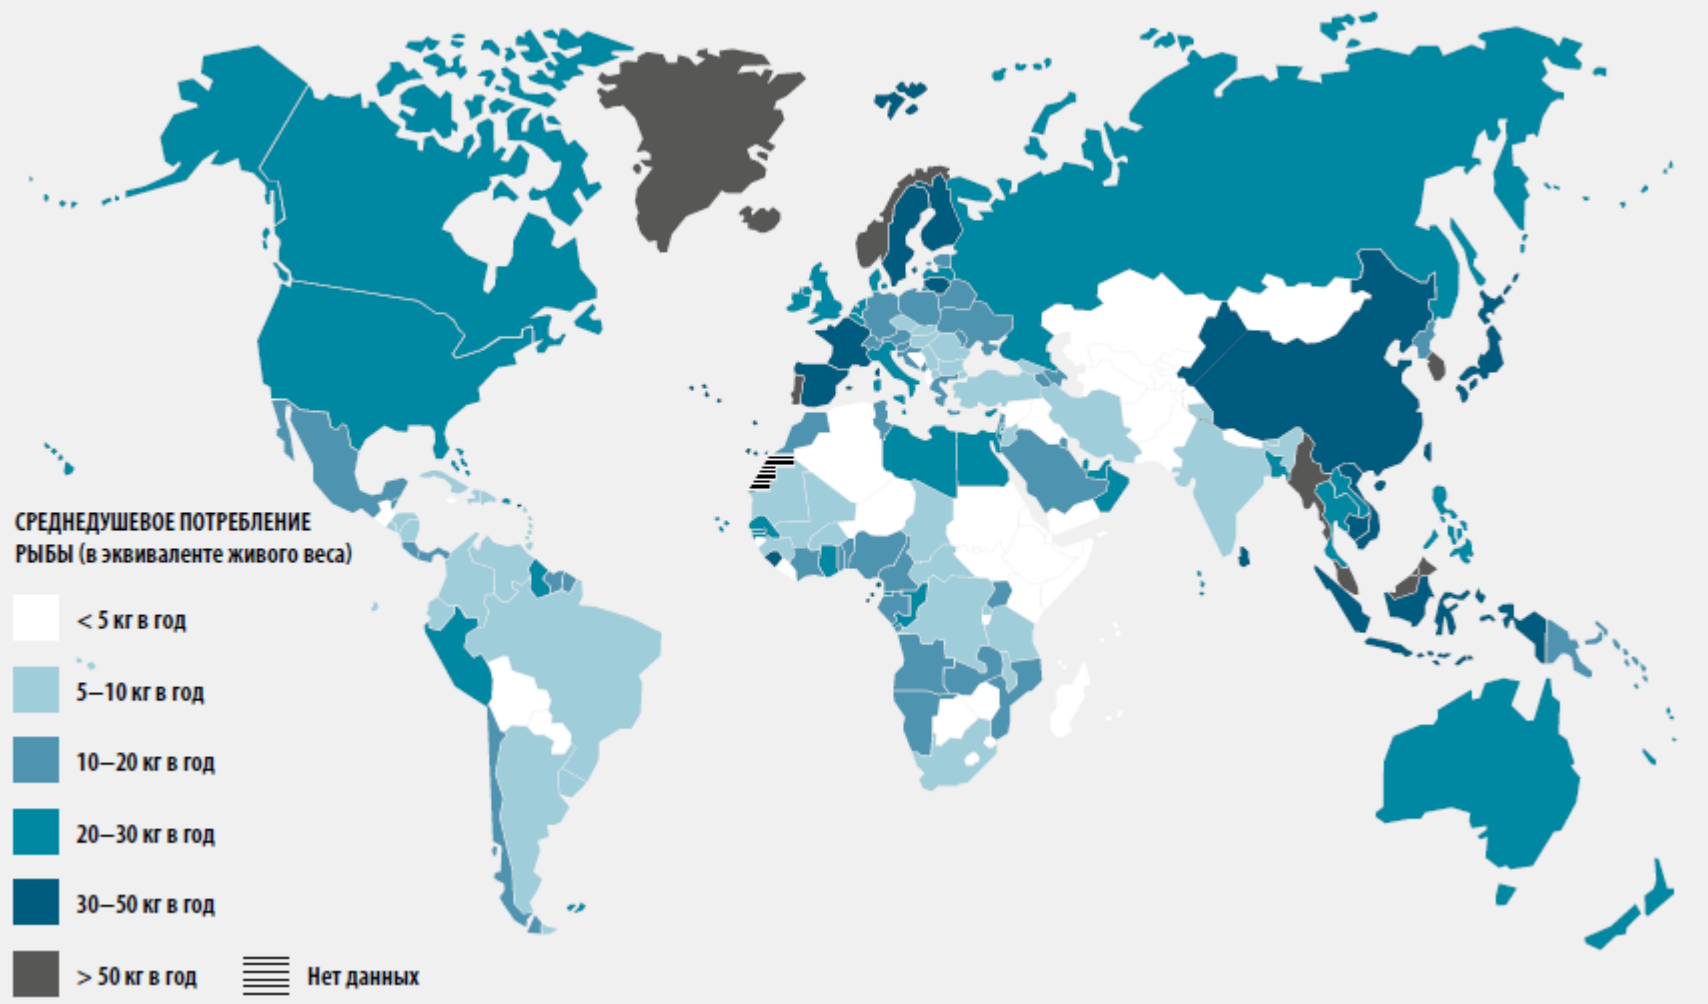 СРЕДНЕДУШЕВОЕ ПОТРЕБЛЕНИЕ
РЫБЫ (в эквиваленте живого веса)
< 5 кг в год
5–10 кг в год
10–20 кг в год
20–30 кг в год
30–50 кг в год
> 50 кг в год
Нет данных